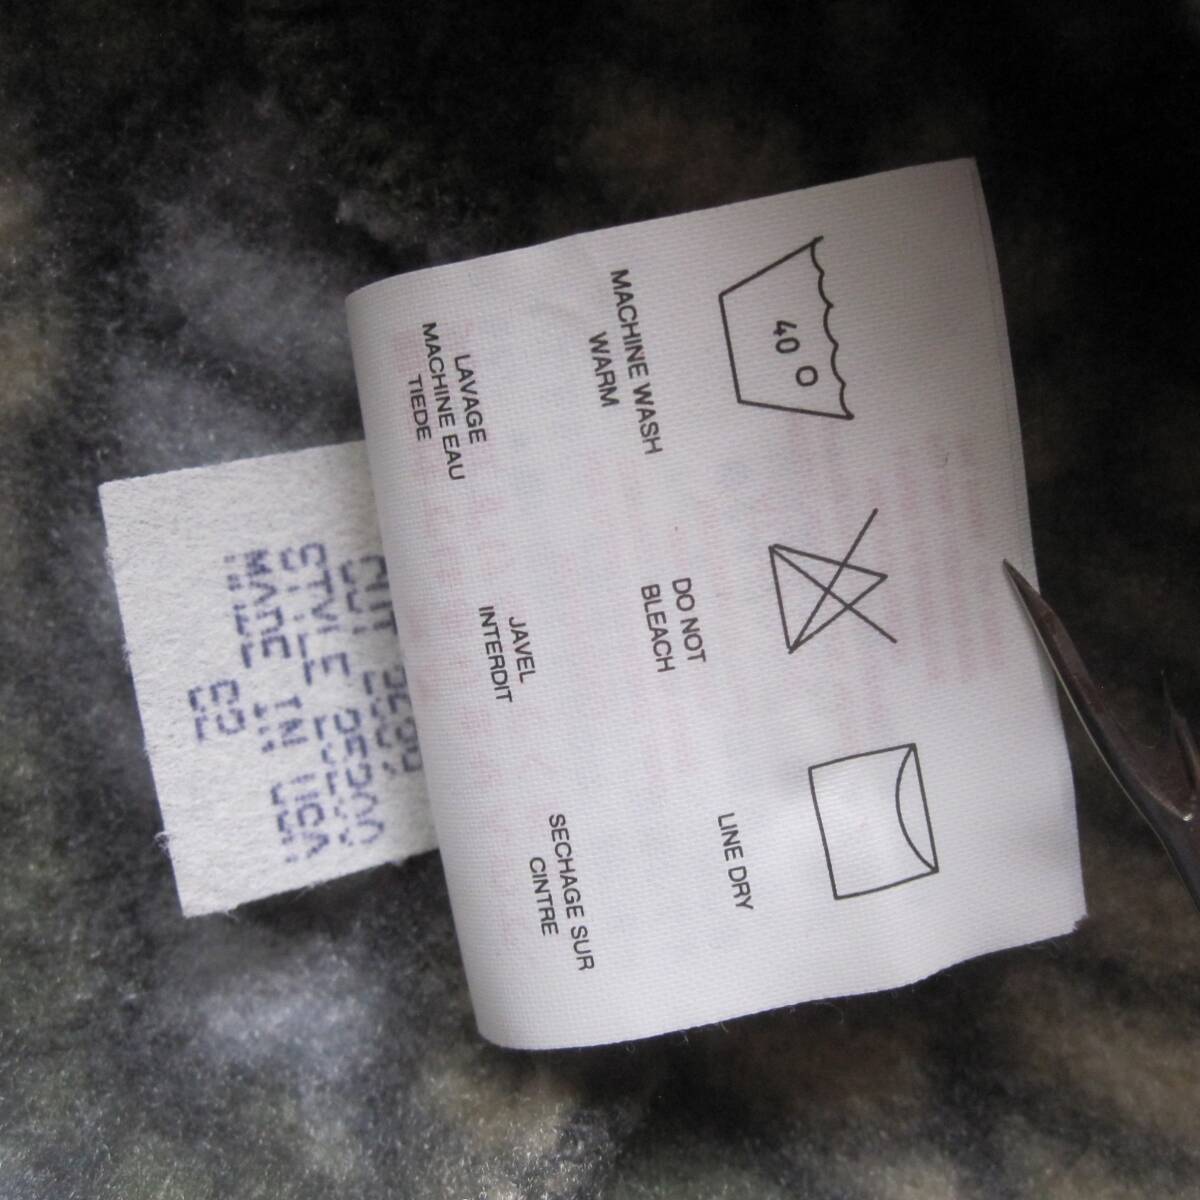 40 O
MACHINE WASH
WARM
LAVAGE
MACHINE EAU
TIEDE
DO NOT
BLEACH
JAVEL
INTERDIT
LINE DRY
SECHAGE SUR
CINTRE
STYLE
MADE IN USA